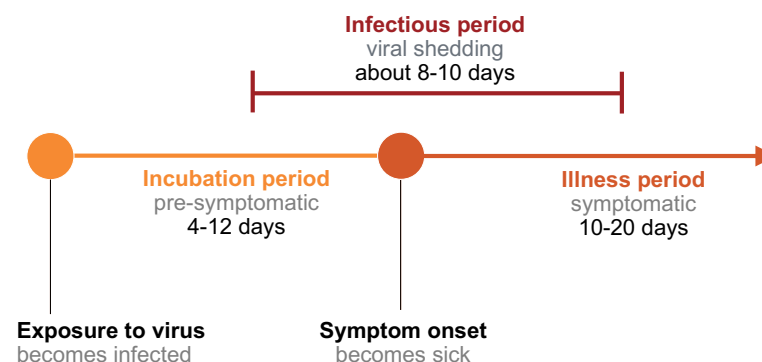 Infectious period
viral shedding
about 8-10 days
Incubation period
pre-symptomatic
4-12 days
Illness period
symptomatic
10-20 days
Exposure to virus
becomes infected
Symptom onset
becomes sick